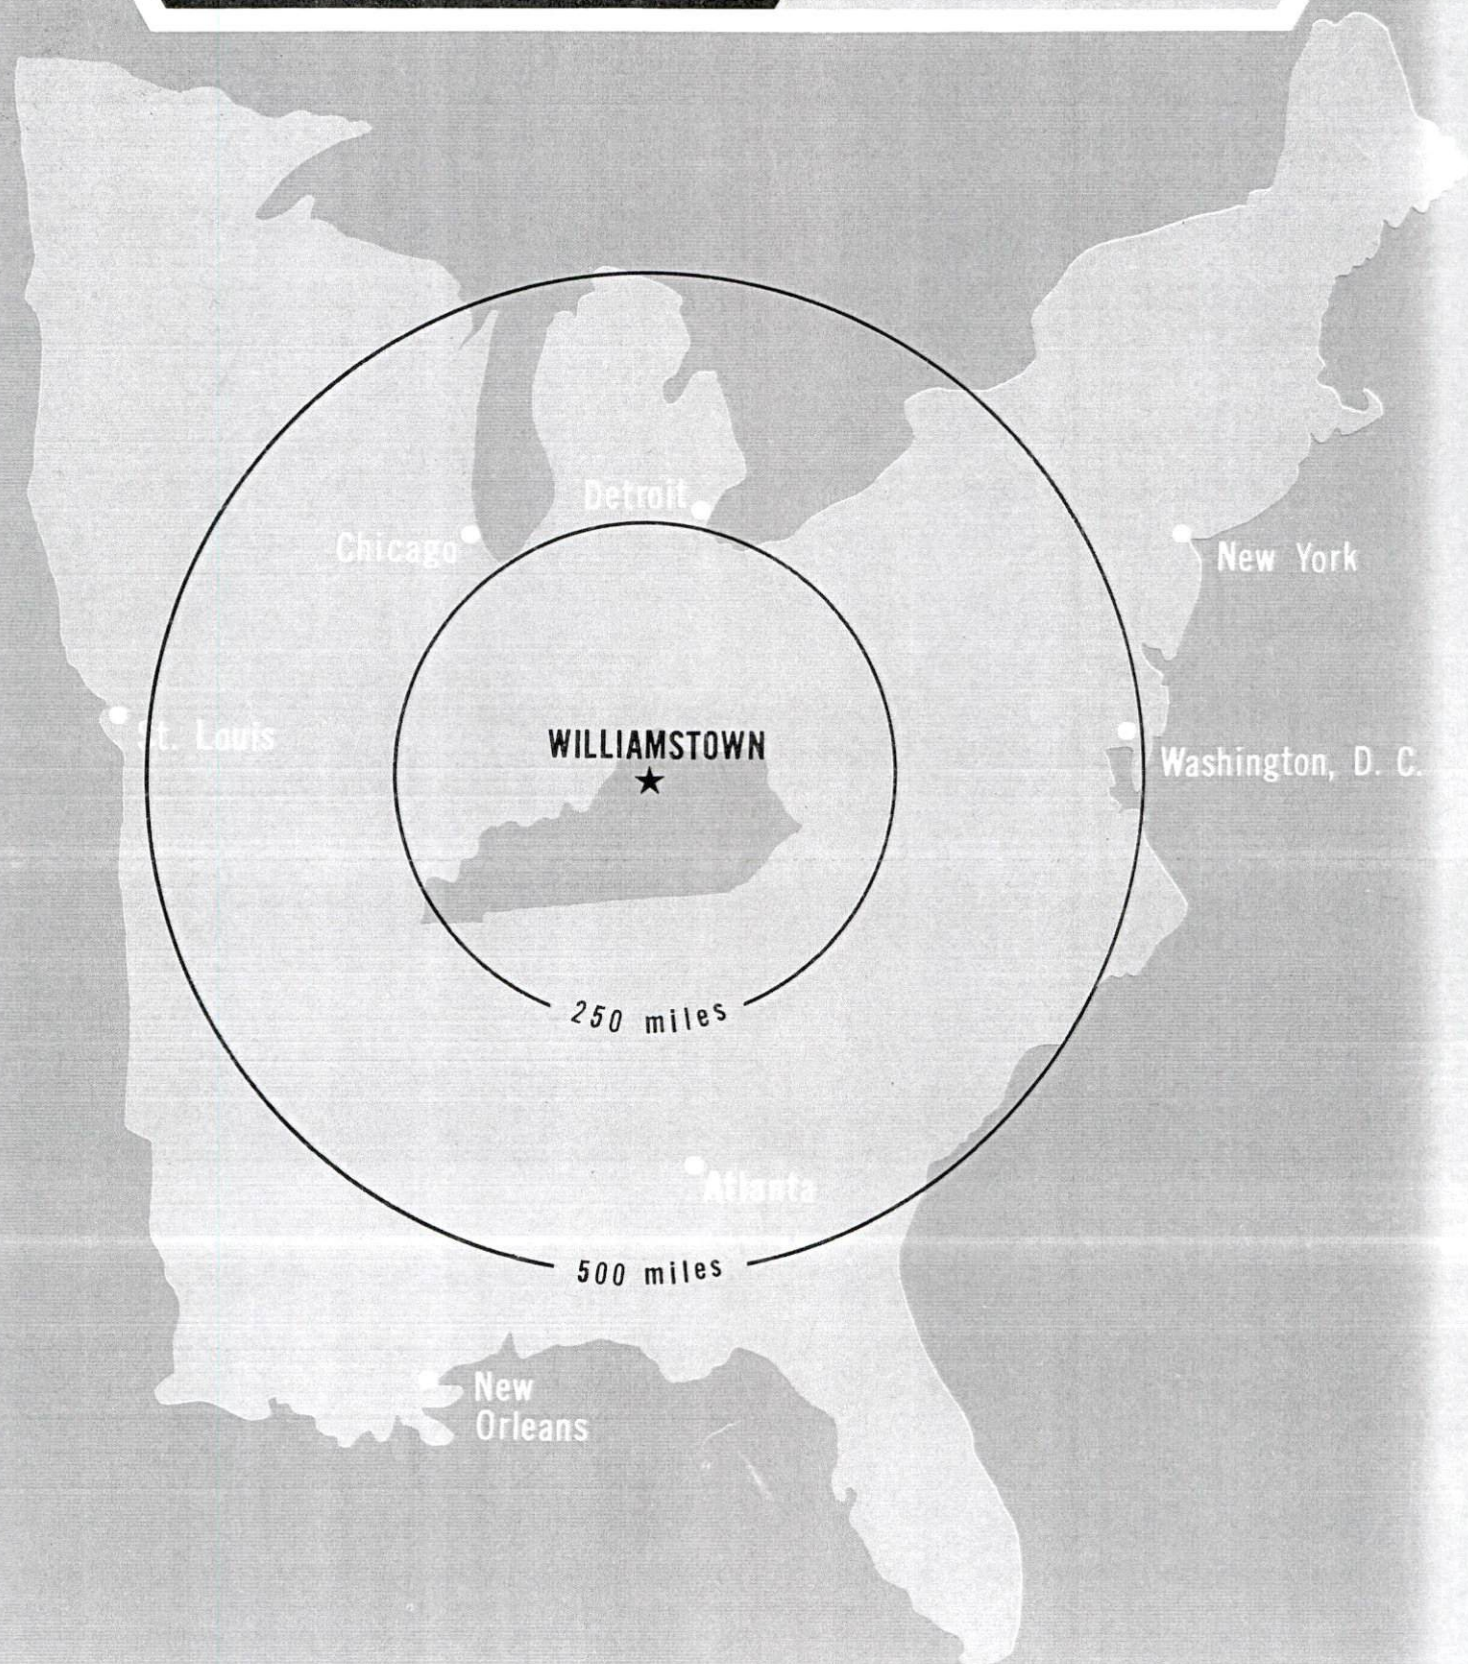 Detroit
Chicago
New York
St. Louis
WILLIAMSTOWN
Washington, D. C.
250 miles
Atlanta
500 miles
New
Orleans